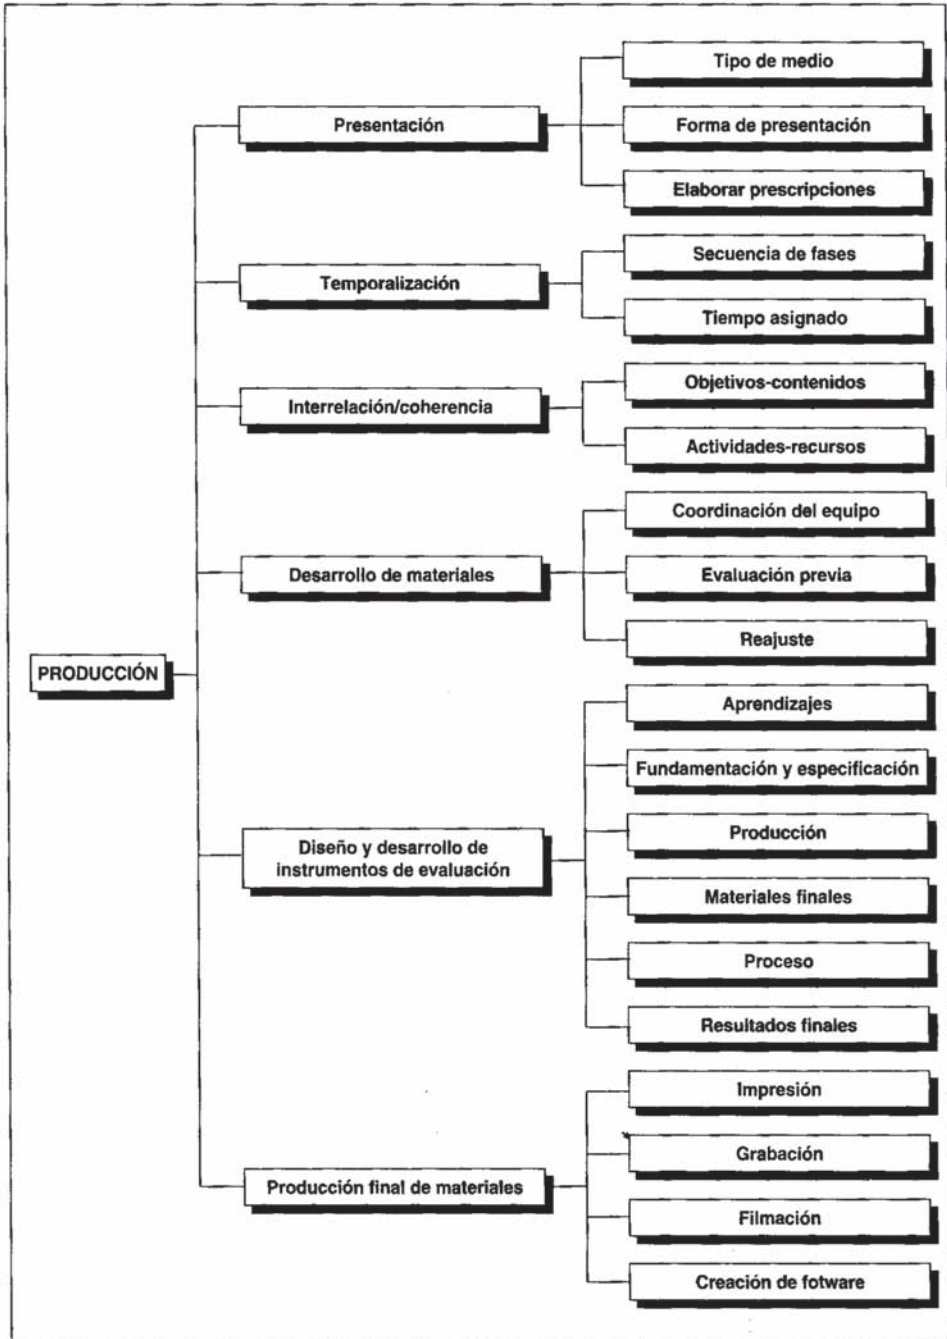 PRODUCCIÓN
Presentación
Tipo de medio
Forma de presentación
Elaborar prescripciones
Temporalización
Secuencia de fases
Tiempo asignado
Interrelación/coherencia
Objetivos-contenidos
Actividades-recursos
Desarrollo de materiales
Coordinación del equipo
Evaluación previa
Reajuste
Diseño y desarrollo de
instrumentos de evaluación
Aprendizajes
Fundamentación y especificación
Producción
Materiales finales
Proceso
Resultados finales
Producción final de materiales
Impresión
Grabación
Filmación
Creación de fotware